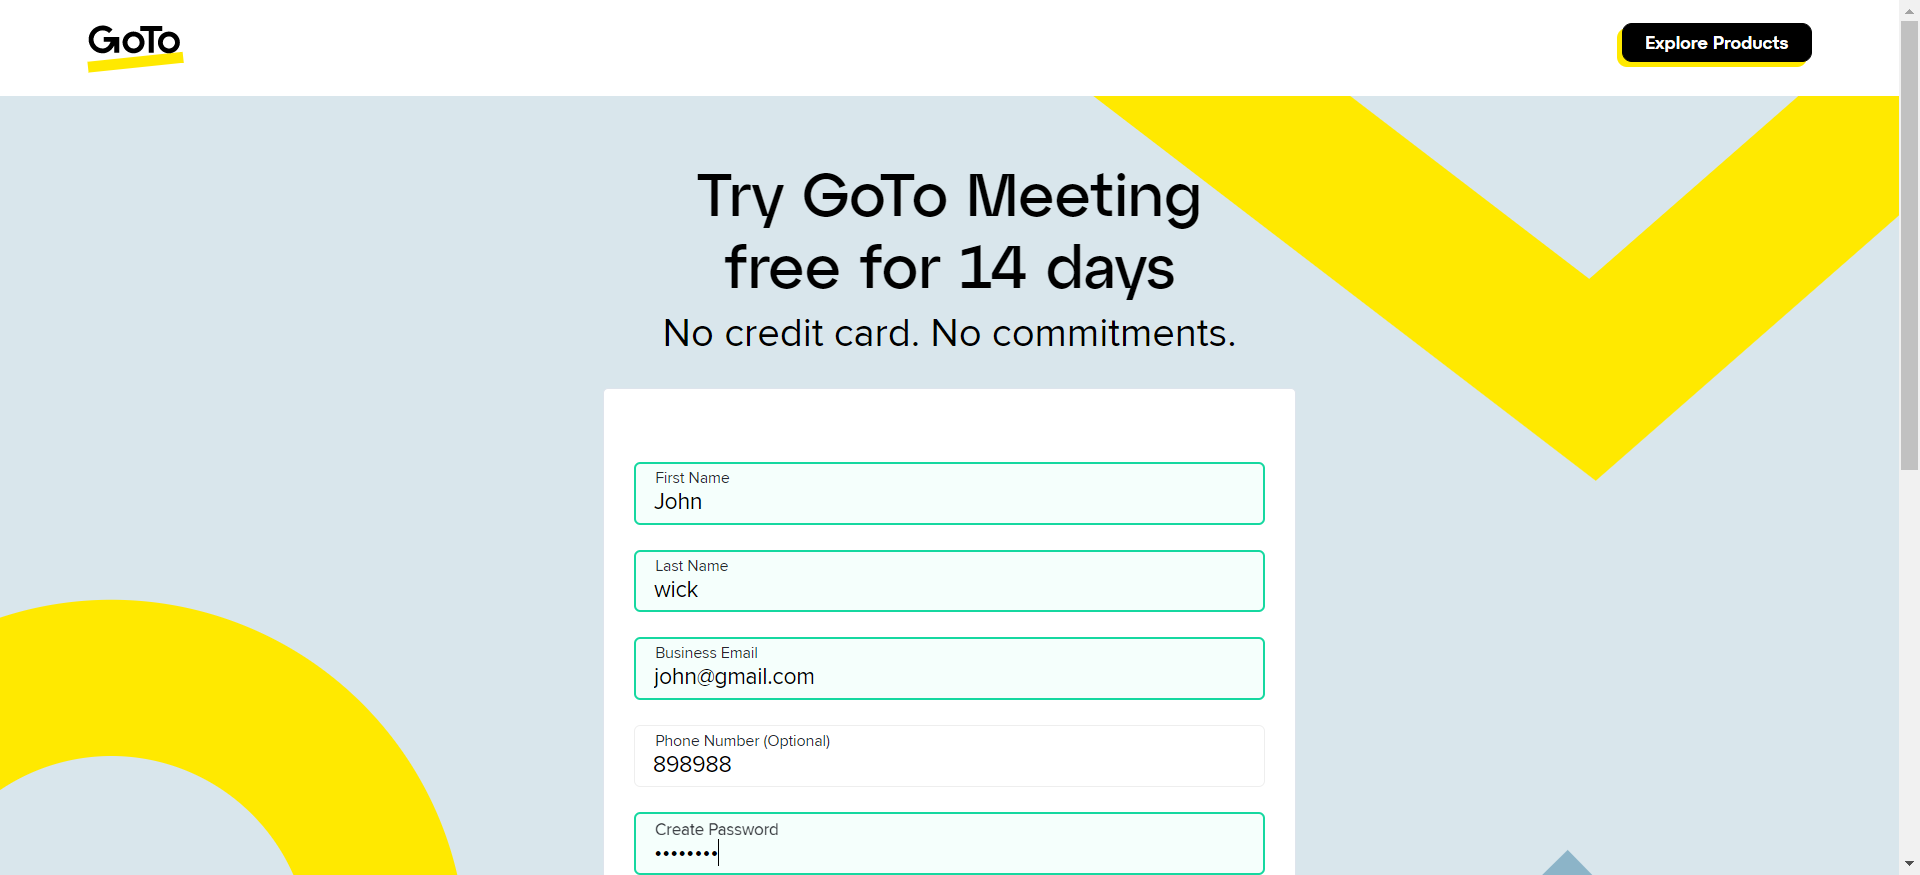 GoTo
Explore Products
Try GoTo Meeting
free for 14 days
No credit card. No commitments.
First Name
John
Last Name
wick
Business Email
john@gmail.com
Phone Number (Optional)
898988
Create Password
••••••••